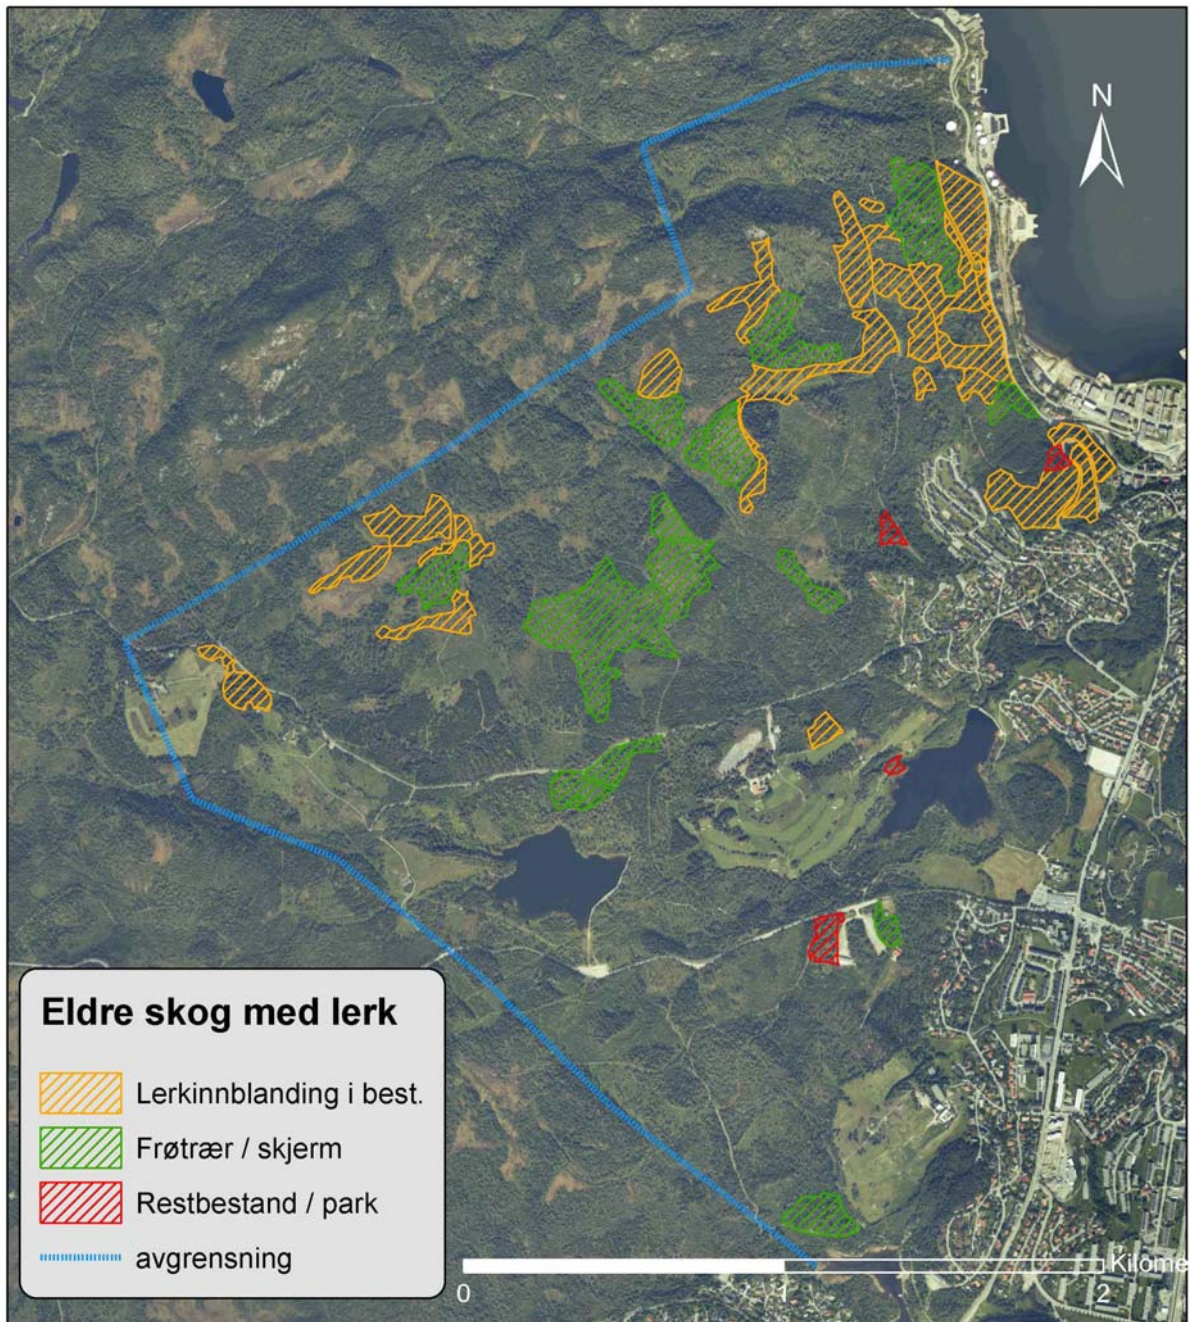 N
Eldre skog med lerk
Lerkinnblanding i best.
Frøtrær / skjerm
Restbestand / park
avgrensning
Kilome
0 1 2